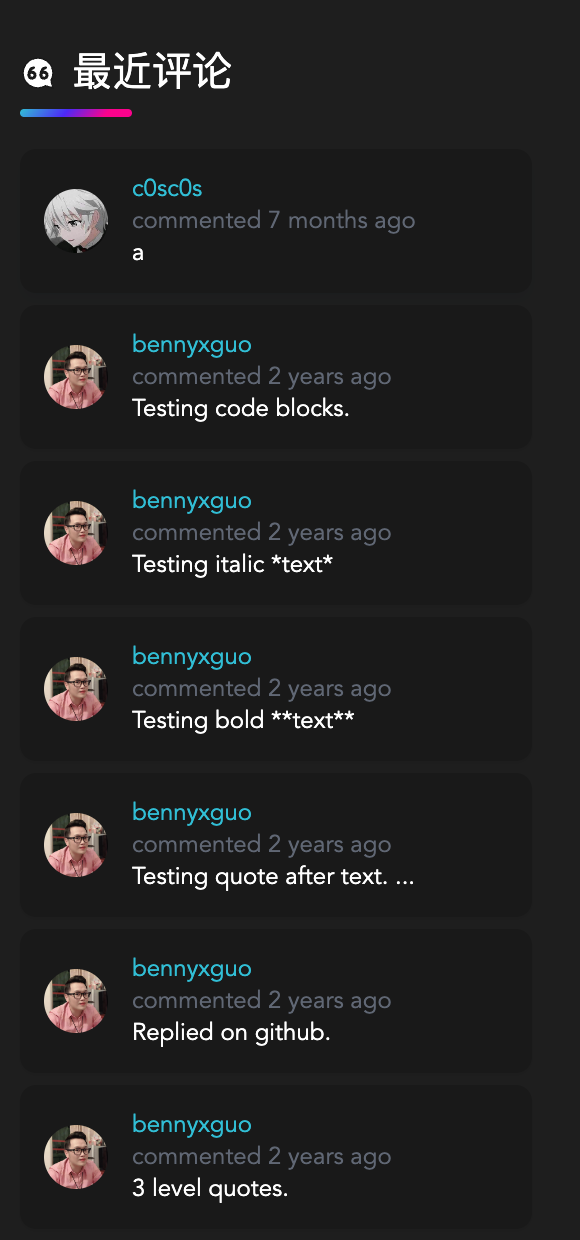 最近评论
c0sc0s
commented 7 months ago
a
bennyxguo
commented 2 years ago
Testing code blocks.
bennyxguo
commented 2 years ago
Testing italic *text*
bennyxguo
commented 2 years ago
Testing bold **text**
bennyxguo
commented 2 years ago
Testing quote after text. ...
bennyxguo
commented 2 years ago
Replied on github.
bennyxguo
commented 2 years ago
3 level quotes.